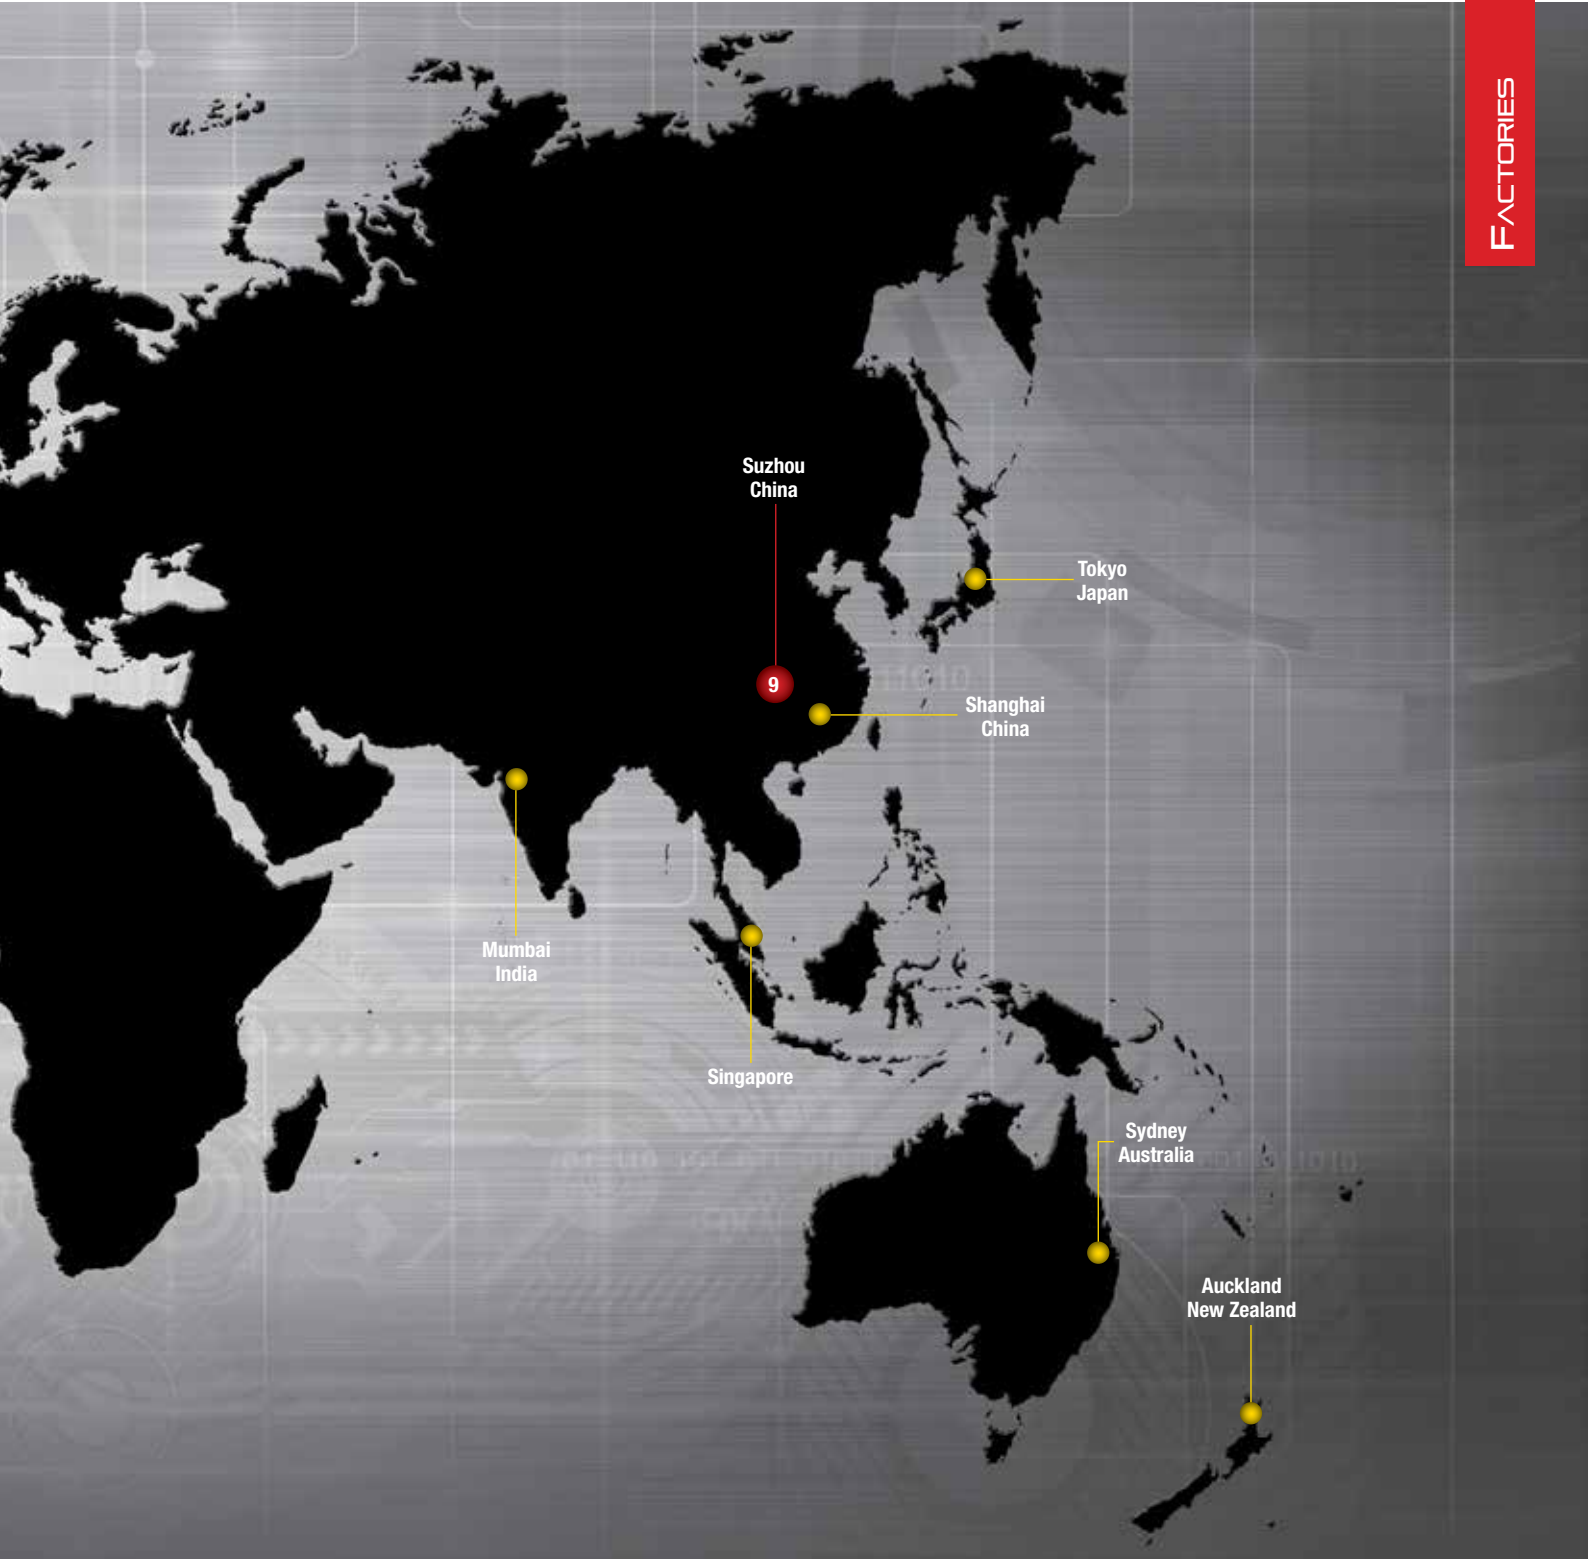 FACTORIES
Suzhou
China
Tokyo
Japan
9
Shanghai
China
Mumbai
India
Singapore
Sydney
Australia
Auckland
New Zealand